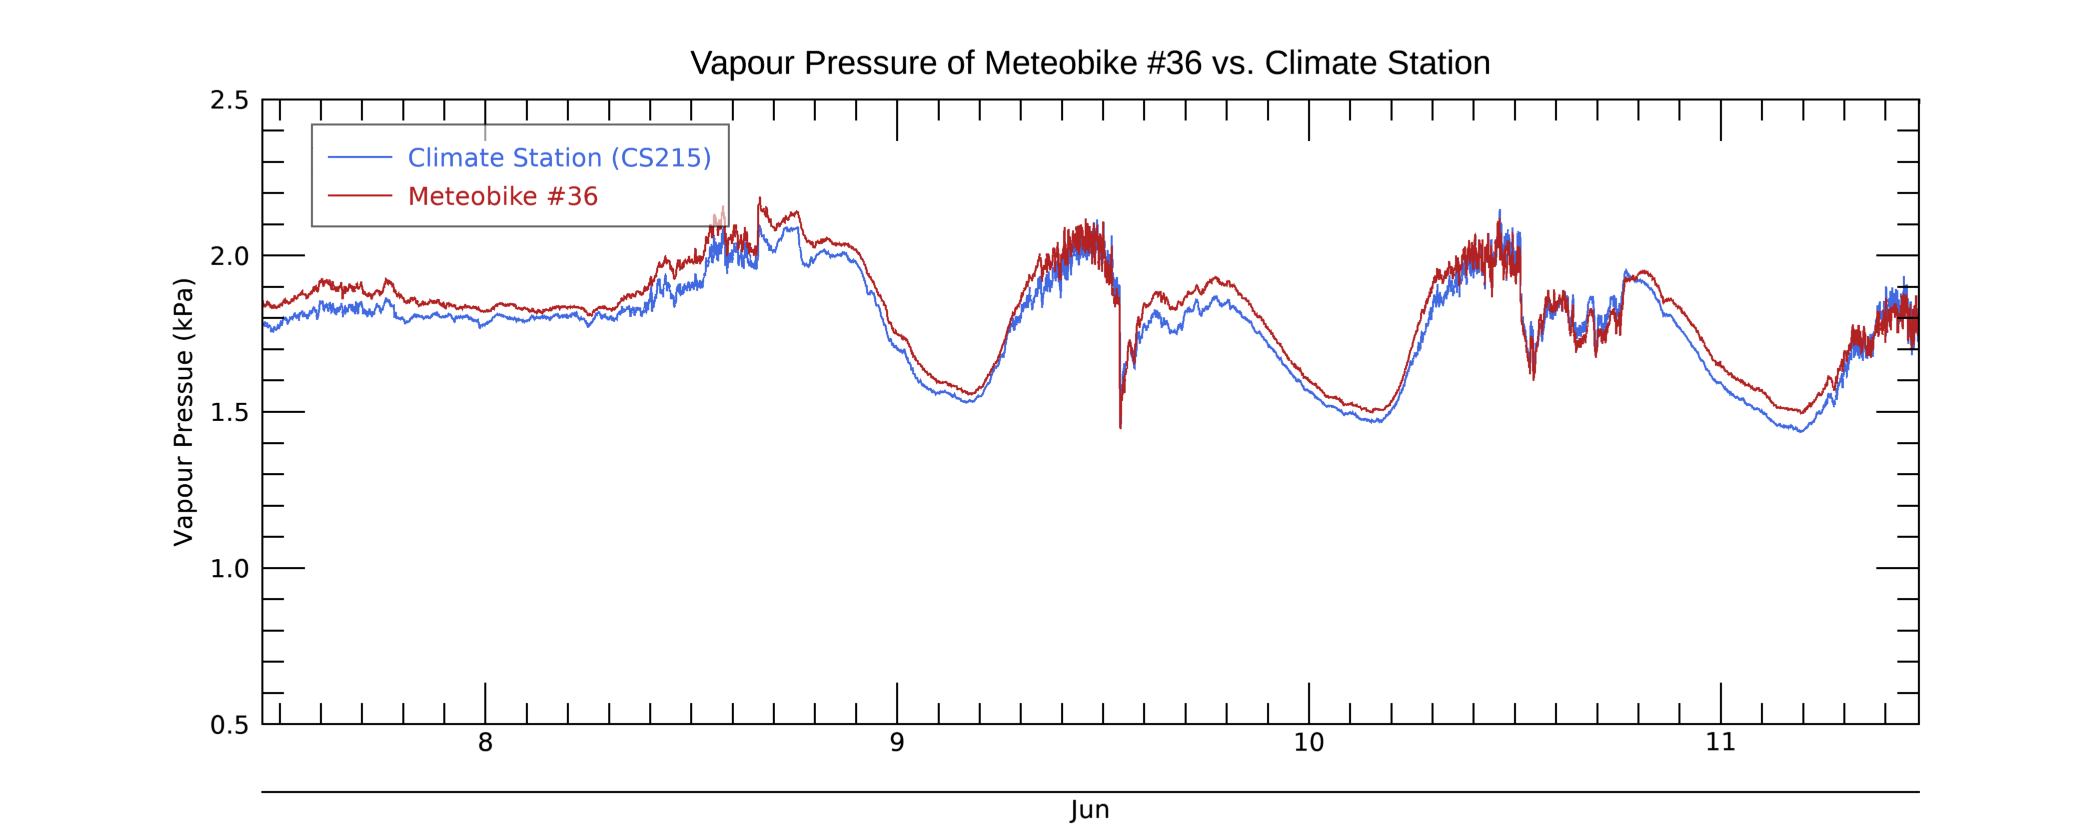 Vapour Pressure of Meteobike #36 vs. Climate Station
2.5
Climate Station (CS215)
Meteobike #36
2.0
Vapour Pressue (kPa)
1.5
1.0
0.5
8 9 10 11
Jun